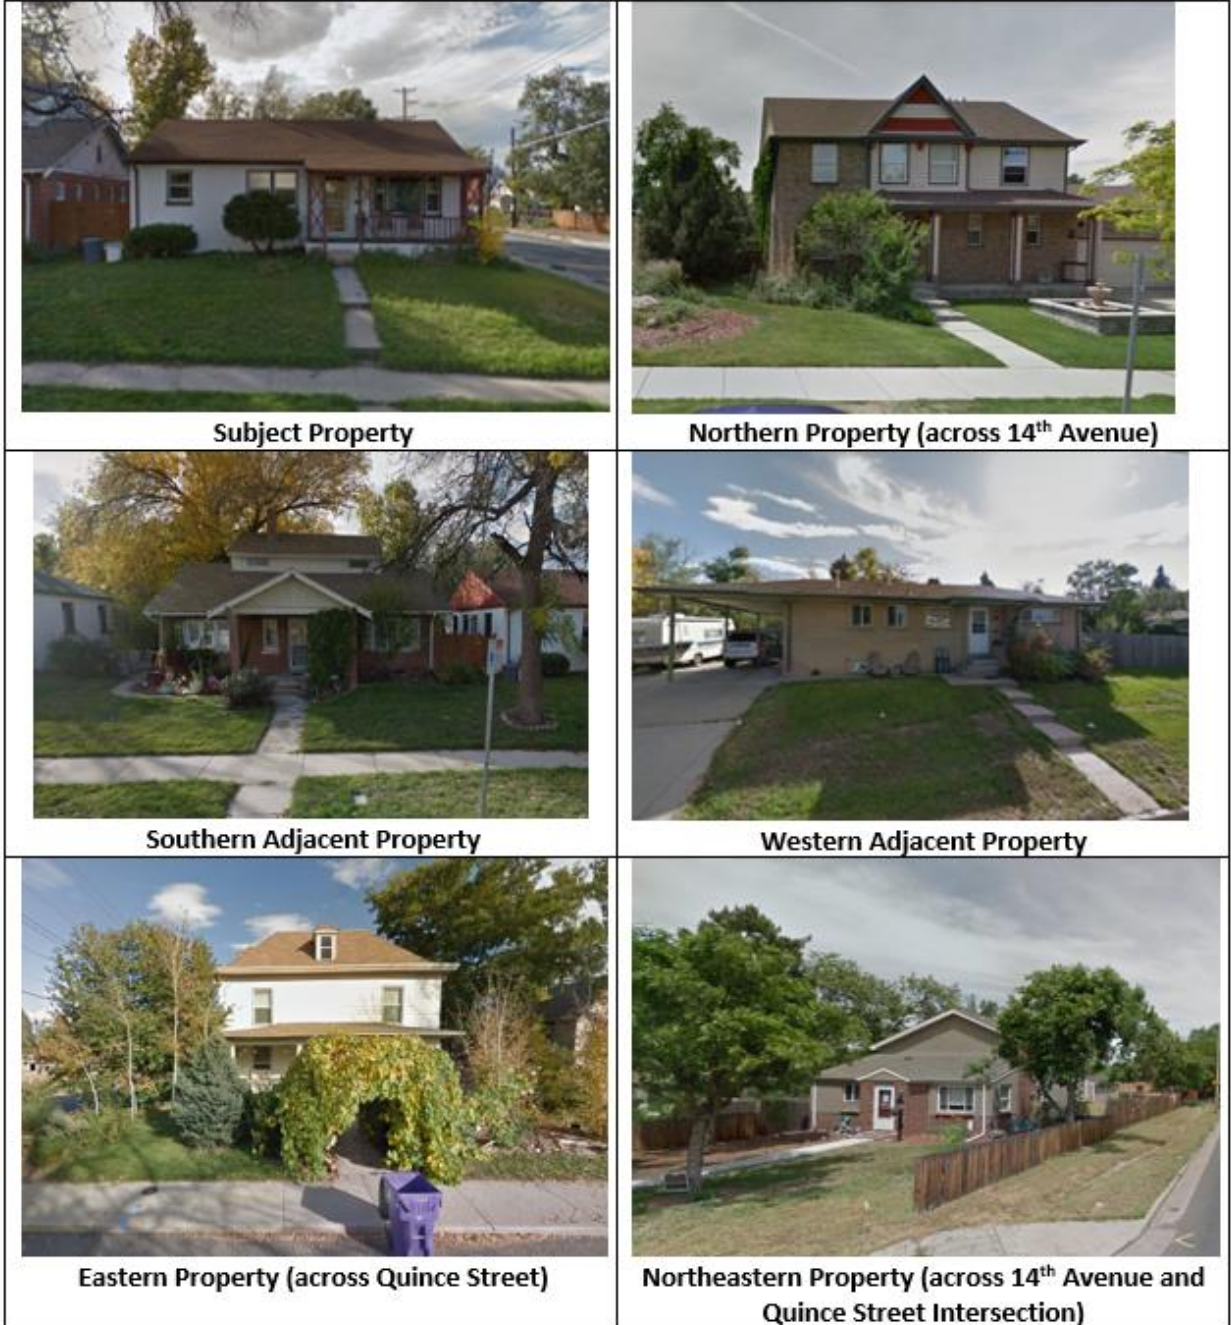 Subject Property
Northern Property (across 14th Avenue)
Southern Adjacent Property
Western Adjacent Property
Eastern Property (across Quince Street)
Northeastern Property (across 14th Avenue and
Quince Street Intersection)